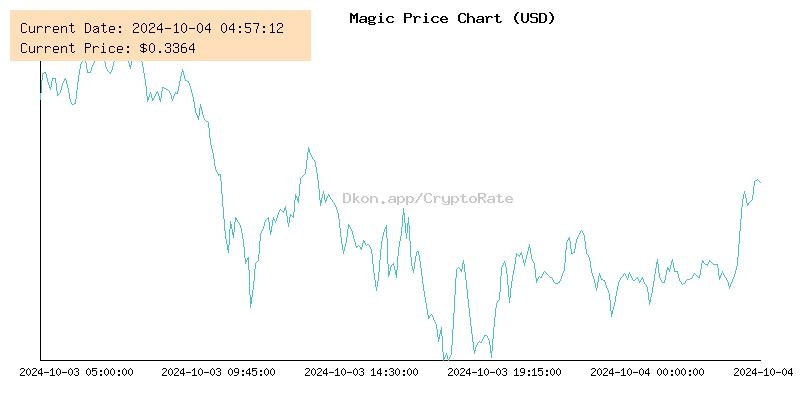 Magic Price Chart (USD)
Current Date: 2024-10-04 04:57:12
Current Price: $0.3364
Dkon.app/CryptoRate
2024-10-03 05:00:00 2024-10-03 09:45:00 2024-10-03 14:30:00 2024-10-03 19:15:00 2024-10-04 00:00:00 2024-10-04